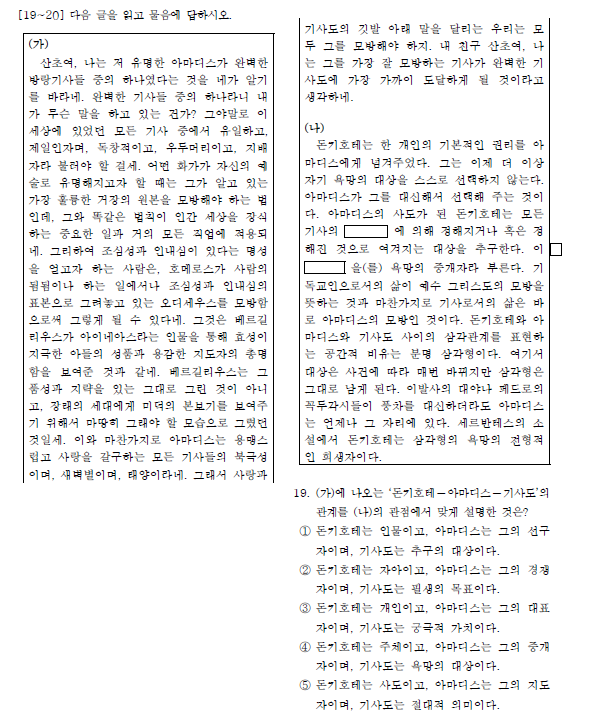 [19~20] 다음 글을 읽고 물음에 답하시오.
(가)
산초여, 나는 저 유명한 아마디스가 완벽한
방랑기사들 중의 하나였다는 것을 네가 알기
를 바라네. 완벽한 기사들 중의 하나라니 내
가 무슨 말을 하고 있는 건가? 그야말로 이
세상에 있었던 모든 기사 중에서 유일하고,
제일인자며, 독창적이고, 우두머리이고, 지배
자라 불러야 할 걸세. 어떤 화가가 자신의 예
술로 유명해지고자 할 때는 그가 알고 있는
가장 훌륭한 거장의 원본을 모방해야 하는 법
인데, 그와 똑같은 법칙이 인간 세상을 장식
하는 중요한 일과 거의 모든 직업에 적용되
네. 그리하여 조심성과 인내심이 있다는 명성
을 얻고자 하는 사람은, 호메로스가 사람의
됨됨이나 하는 일에서나 조심성과 인내심의
표본으로 그려놓고 있는 오디세우스를 모방함
으로써 그렇게 될 수 있다네. 그것은 베르길
리우스가 아이네아스라는 인물을 통해 효성이
지극한 아들의 성품과 용감한 지도자의 총명
함을 보여준 것과 같네. 베르길리우스는 그
품성과 지략을 있는 그대로 그린 것이 아니
고, 장래의 세대에게 미덕의 본보기를 보여주
기 위해서 마땅히 그래야 할 모습으로 그렸던
것일세. 이와 마찬가지로 아마디스는 용맹스
럽고 사랑을 갈구하는 모든 기사들의 북극성
이며, 새벽별이며, 태양이라네. 그래서 사랑과
기사도의 깃발 아래 말을 달리는 우리는 모
두 그를 모방해야 하지. 내 친구 산초여, 나
는 그를 가장 잘 모방하는 기사가 완벽한 기
사도에 가장 가까이 도달하게 될 것이라고
생각하네.
(나)
돈키호테는 한 개인의 기본적인 권리를 아
마디스에게 넘겨주었다. 그는 이제 더 이상
자기 욕망의 대상을 스스로 선택하지 않는다.
아마디스가 그를 대신해서 선택해 주는 것이
다. 아마디스의 사도가 된 돈키호테는 모든
기사의 에 의해 정해지거나 혹은 정
해진 것으로 여겨지는 대상을 추구한다. 이
을(를) 욕망의 중개자라 부른다. 기
독교인으로서의 삶이 예수 그리스도의 모방을
뜻하는 것과 마찬가지로 기사로서의 삶은 바
로 아마디스의 모방인 것이다. 돈키호테와 아
마디스와 기사도 사이의 삼각관계를 표현하
는 공간적 비유는 분명 삼각형이다. 여기서
대상은 사건에 따라 매번 바뀌지만 삼각형은
그대로 남게 된다. 이발사의 대야나 페드로의
꼭두각시들이 풍차를 대신하더라도 아마디스
는 언제나 그 자리에 있다. 세르반테스의 소
설에서 돈키호테는 삼각형의 욕망의 전형적
인 희생자이다.
19. (가)에 나오는 ‘돈키호테－아마디스－기사도’의
관계를 (나)의 관점에서 맞게 설명한 것은?
① 돈키호테는 인물이고, 아마디스는 그의 선구
자이며, 기사도는 추구의 대상이다.
② 돈키호테는 자아이고, 아마디스는 그의 경쟁
자이며, 기사도는 필생의 목표이다.
③ 돈키호테는 개인이고, 아마디스는 그의 대표
자이며, 기사도는 궁극적 가치이다.
④ 돈키호테는 주체이고, 아마디스는 그의 중개
자이며, 기사도는 욕망의 대상이다.
⑤ 돈키호테는 사도이고, 아마디스는 그의 지도
자이며, 기사도는 절대적 의미이다.